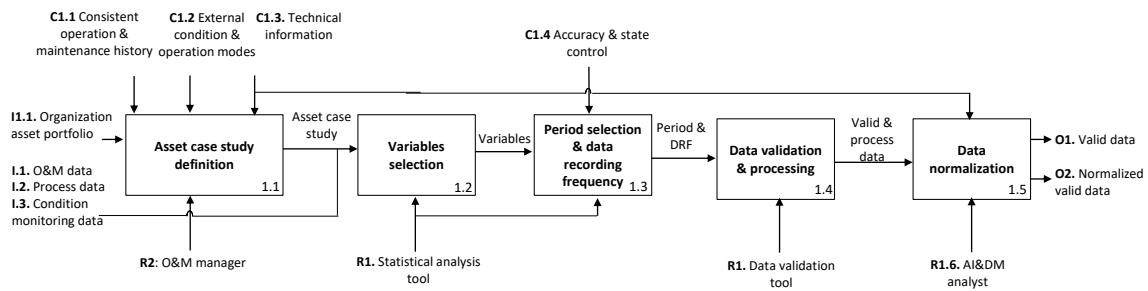 C1.1 Consistent
operation &
maintenance history
C1.2 External
condition &
operation modes
C1.3. Technical
information
C1.4 Accuracy & state
control
I1.1. Organization
asset portfolio
I.1. O&M data
I.2. Process data
I.3. Condition
monitoring data
Asset case study
definition
1.1
Asset case
study
Variables
selection
1.2
Variables
Period selection
& data
recording
frequency
1.3
Period &
DRF
Data validation
& processing
1.4
Valid &
process data
Data
normalization
1.5
O1. Valid data
O2. Normalized
valid data
R2: O&M manager
R1. Statistical analysis
tool
R1. Data validation
tool
R1.6. AI&DM
analyst